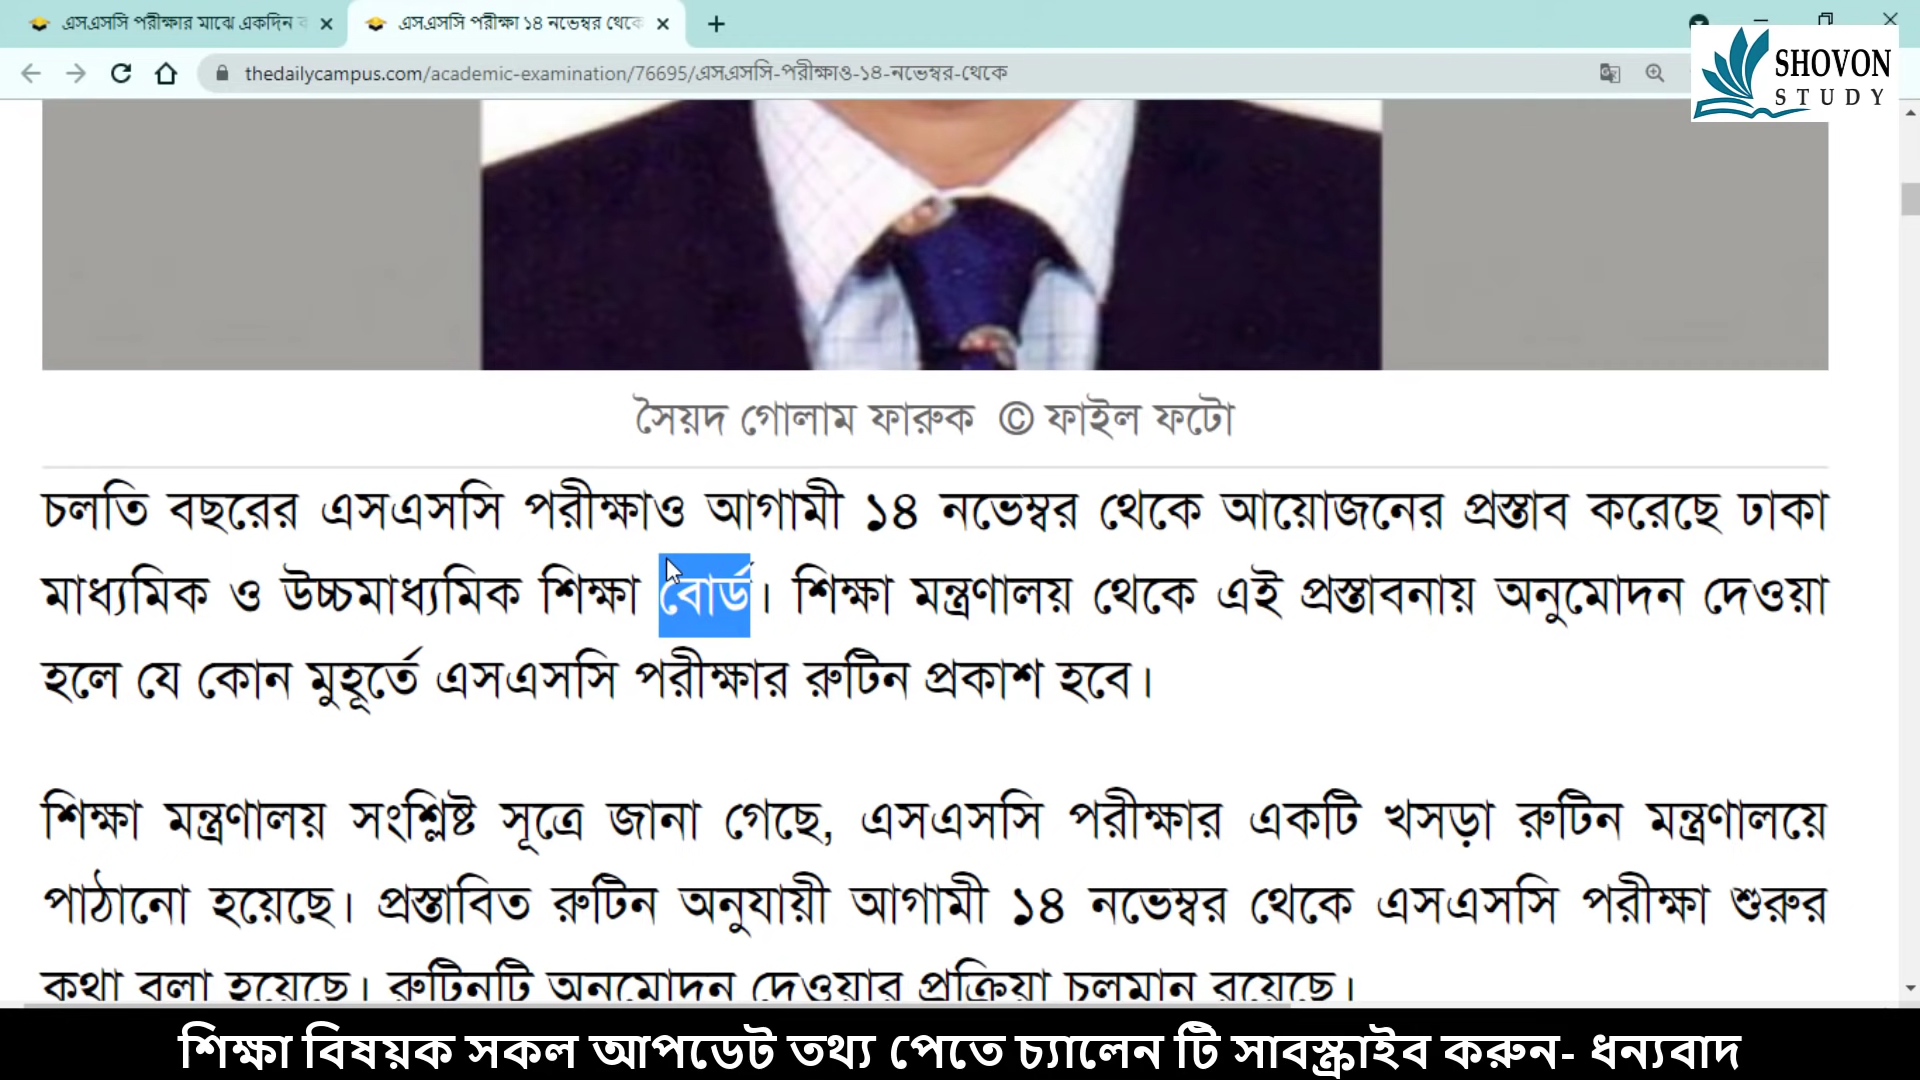 এসএসসি পরীক্ষার মাঝে একদিন
এসএসসি পরীক্ষা ১৪ নভেম্বর থেকে
thedailycampus.com/academic-examination/76695/এসএসসি-পরীক্ষাও-১৪-নভেম্বর-থেকে
SHOVON
STUDY
সৈয়দ গোলাম ফারুক © ফাইল ফটো
চলতি বছরের এসএসসি পরীক্ষাও আগামী ১৪ নভেম্বর থেকে আয়োজনের প্রস্তাব করেছে ঢাকা
মাধ্যমিক ও উচ্চমাধ্যমিক শিক্ষা বোর্ড। শিক্ষা মন্ত্রণালয় থেকে এই প্রস্তাবনায় অনুমোদন দেওয়া
হলে যে কোন মুহূর্তে এসএসসি পরীক্ষার রুটিন প্রকাশ হবে।
শিক্ষা মন্ত্রণালয় সংশ্লিষ্ট সূত্রে জানা গেছে, এসএসসি পরীক্ষার একটি খসড়া রুটিন মন্ত্রণালয়ে
পাঠানো হয়েছে। প্রস্তাবিত রুটিন অনুযায়ী আগামী ১৪ নভেম্বর থেকে এসএসসি পরীক্ষা শুরুর
কথা বলা হয়েছে। রুটিনটি অনুমোদন দেওয়ার প্রক্রিয়া চলমান রয়েছে।
শিক্ষা বিষয়ক সকল আপডেট তথ্য পেতে চ্যালেন টি সাবস্ক্রাইব করুন- ধন্যবাদ